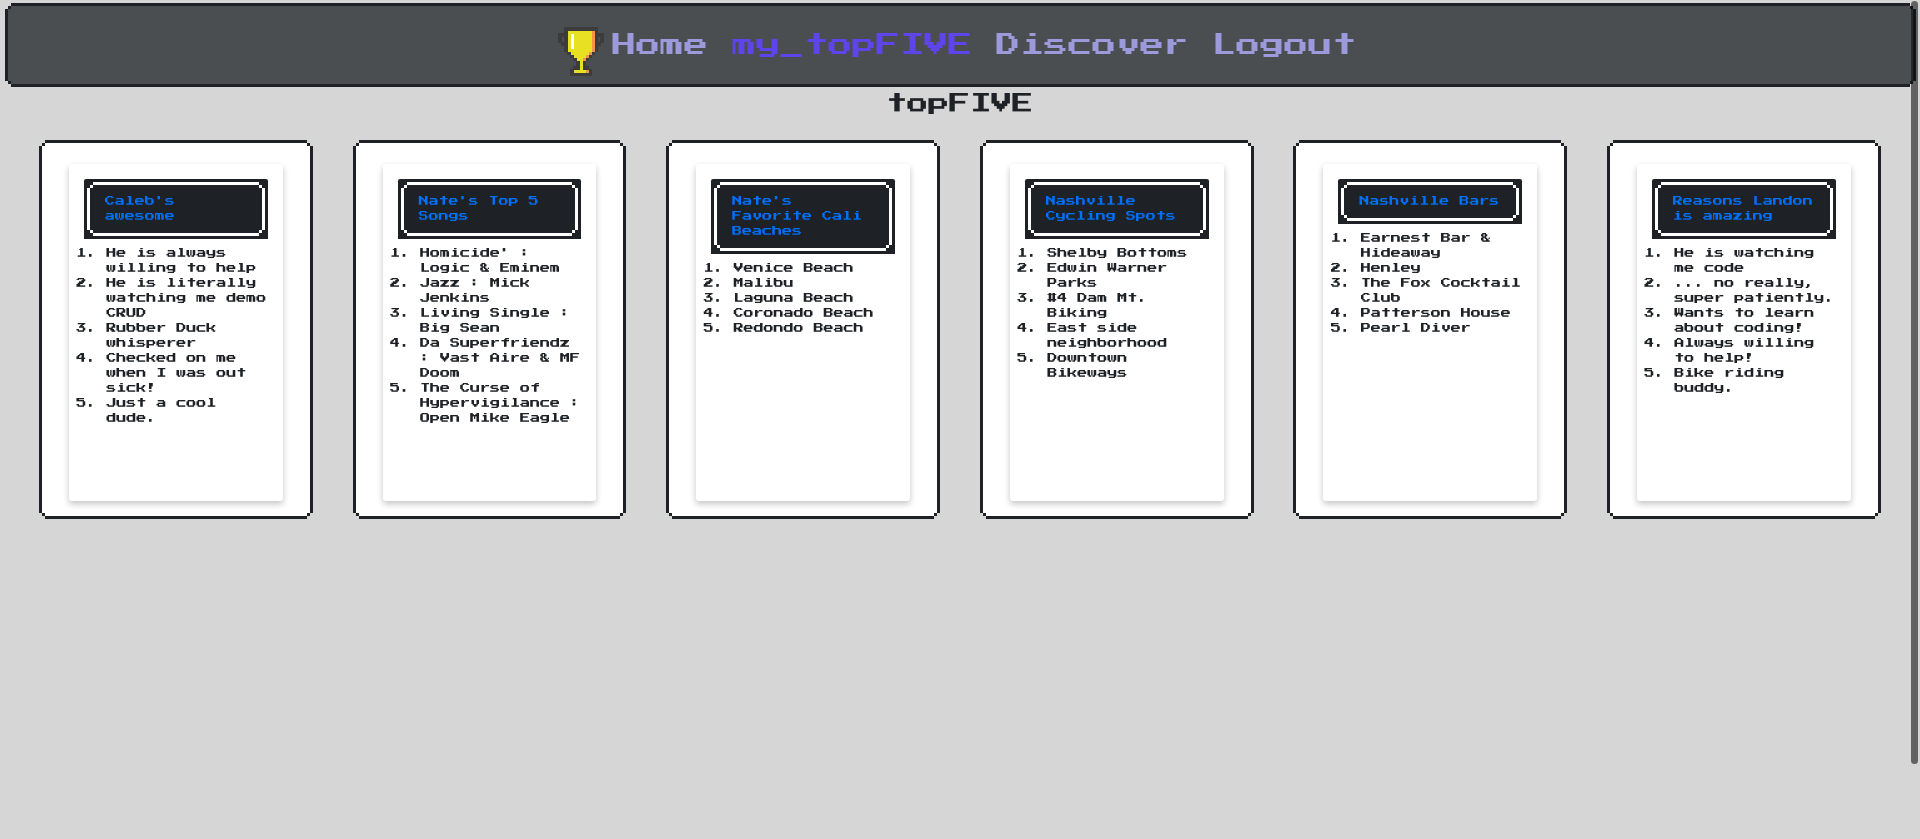 Home my_topFIVE Discover Logout
topFIVE
Caleb's
awesome
1. He is always
willing to help
2. He is literally
watching me demo
CRUD
3. Rubber Duck
whisperer
4. Checked on me
when I was out
sick!
5. Just a cool
dude.
Nate's Top 5
Songs
1. Homicide' :
Logic & Eminem
2. Jazz : Mick
Jenkins
3. Living Single :
Big Sean
4. Da Superfriendz
: Vast Aire & MF
Doom
5. The Curse of
Hypervigilance :
Open Mike Eagle
Nate's
Favorite Cali
Beaches
1. Venice Beach
2. Malibu
3. Laguna Beach
4. Coronado Beach
5. Redondo Beach
Nashville
Cycling Spots
1. Shelby Bottoms
2. Edwin Warner
Parks
3. #4 Dam Mt.
Biking
4. East side
neighborhood
5. Downtown
Bikeways
Nashville Bars
1. Earnest Bar &
Hideaway
2. Henley
3. The Fox Cocktail
Club
4. Patterson House
5. Pearl Diver
Reasons Landon
is amazing
1. He is watching
me code
2. ... no really,
super patiently.
3. Wants to learn
about coding!
4. Always willing
to help!
5. Bike riding
buddy.